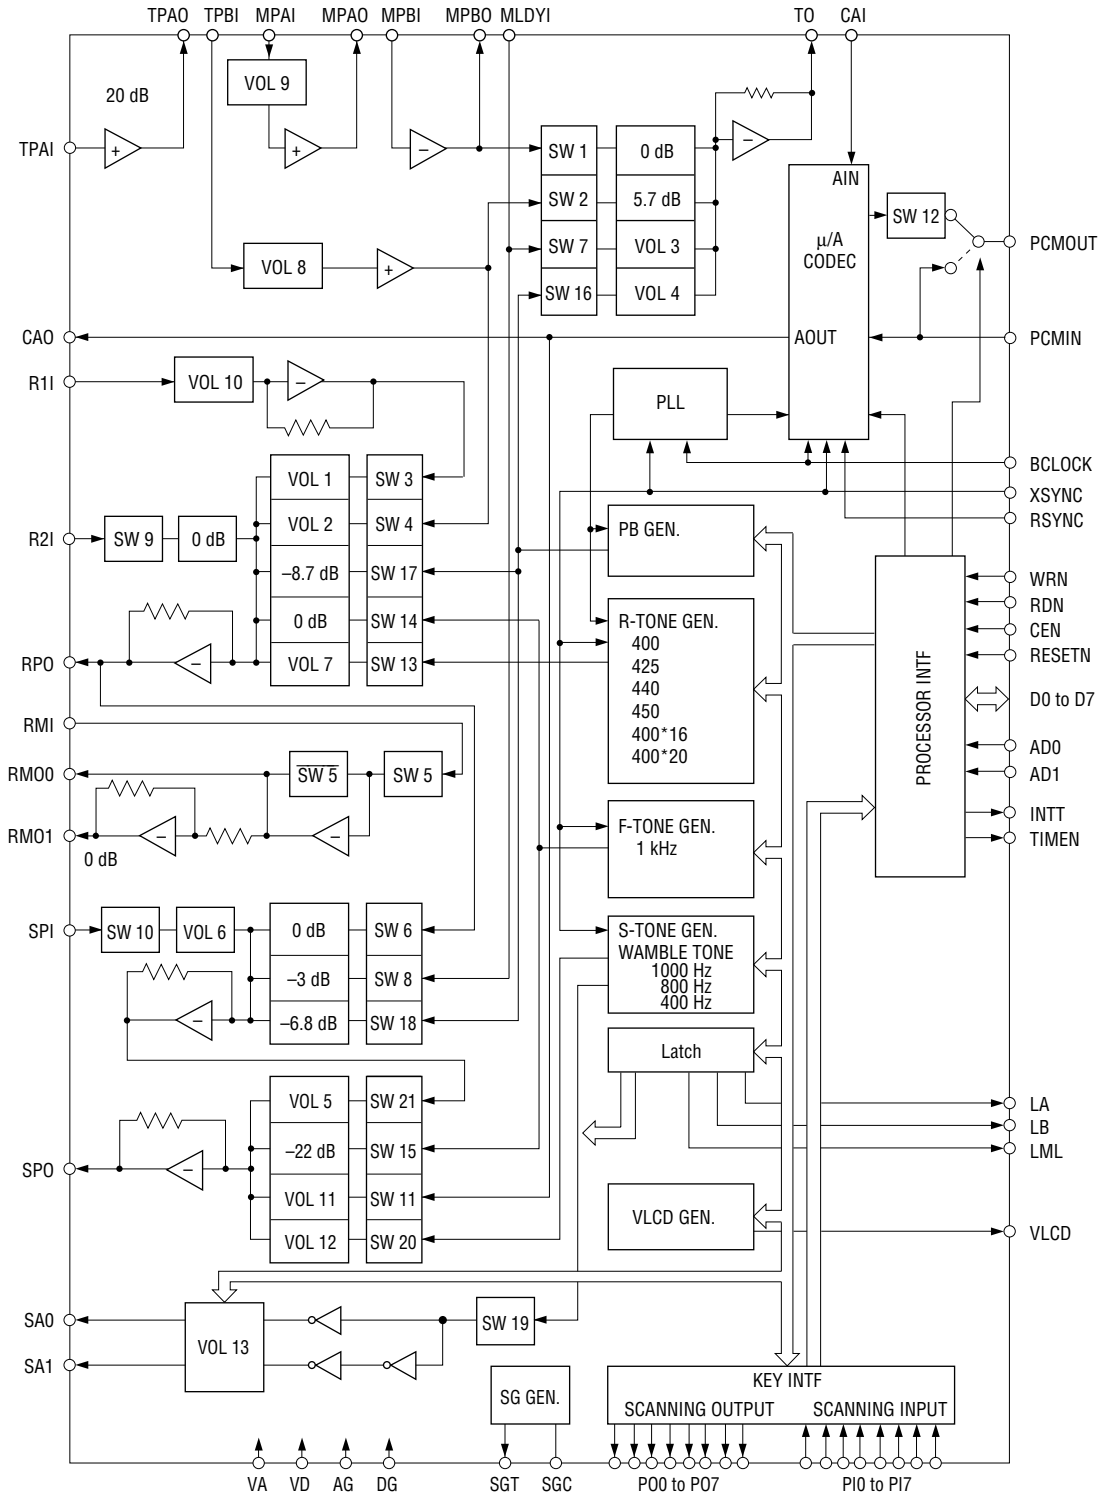 TPAO TPBI MPAI MPAO MPBI MPBO MLDYI TO CAI
VOL 9
20 dB
TPAI
+
+
–
–
SW 1
0 dB
SW 2
5.7 dB
SW 7
VOL 3
SW 16
VOL 4
AIN
μ/A
CODEC
AOUT
SW 12
PCMOUT
VOL 8
+
CAO
PCMIN
R1I
VOL 10
–
PLL
BCLOCK
XSYNC
RSYNC
VOL 1
SW 3
VOL 2
SW 4
–8.7 dB
SW 17
0 dB
SW 14
VOL 7
SW 13
R2I
SW 9
0 dB
PB GEN.
RPO
–
R-TONE GEN.
400
425
440
450
400*16
400*20
PROCESSOR INTF
WRN
RDN
CEN
RESETN
D0 to D7
AD0
AD1
INTT
TIMEN
RMI
RMO0
SW 5
SW 5
RMO1
–
–
0 dB
F-TONE GEN.
1 kHz
SPI
SW 10
VOL 6
0 dB
SW 6
–3 dB
SW 8
–6.8 dB
SW 18
–
S-TONE GEN.
WAMBLE TONE
1000 Hz
800 Hz
400 Hz
Latch
LA
LB
LML
VOL 5
SW 21
–22 dB
SW 15
VOL 11
SW 11
VOL 12
SW 20
SPO
–
VLCD GEN.
VLCD
SA0
SA1
VOL 13
SW 19
SG GEN.
KEY INTF
SCANNING OUTPUT
SCANNING INPUT
VA VD AG DG SGT SGC PO0 to PO7 PI0 to PI7